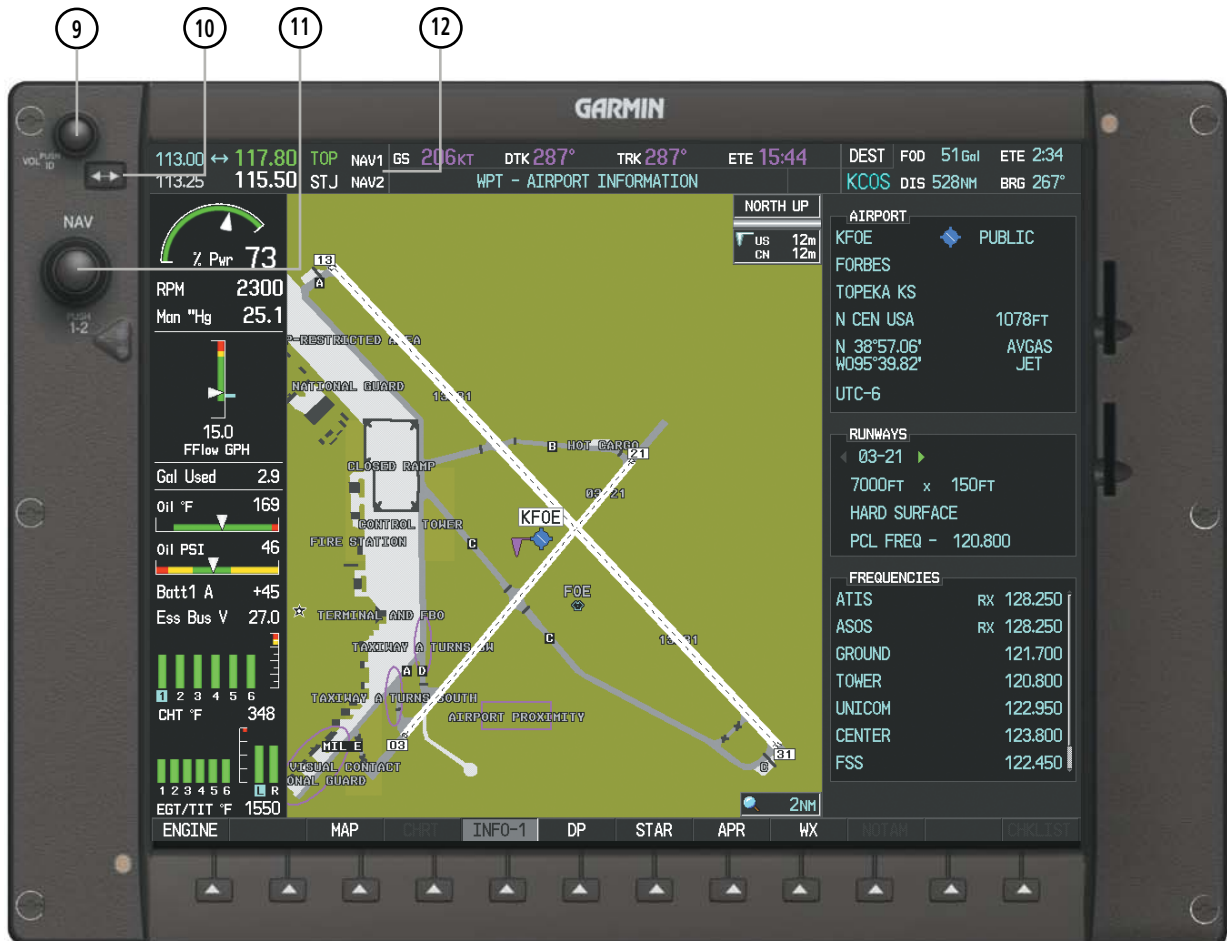 9 10 11 12
GARMIN
VOL PUSH ID
NAV
PUSH 1-2
113.00 ↔ 117.80 TOP NAV1 GS 206KT DTK 287° TRK 287° ETE 15:44
113.25 115.50 STJ NAV2 WPT - AIRPORT INFORMATION
DEST FOD 51Gal ETE 2:34
KCOS DIS 528NM BRG 267°
% Pwr 73
RPM 2300
Man "Hg 25.1
15.0
FFlow GPH
Gal Used 2.9
Oil °F 169
Oil PSI 46
Batt1 A +45
Ess Bus V 27.0
1 2 3 4 5 6
CHT °F 348
1 2 3 4 5 6 L R
EGT/TIT °F 1550
NORTH UP
US 12m
CN 12m
13
A
P-RESTRICTED AREA
NATIONAL GUARD
13-31
B HOT CARGO
21
CLOSED RAMP
03-21
KFOE
CONTROL TOWER
FIRE STATION
C
FOE
TERMINAL AND FBO
C
13-31
TAXIWAY A TURNS SW
A D
TAXIWAY A TURNS SOUTH
AIRPORT PROXIMITY
MIL E
03
31
VISUAL CONTACT
ONAL GUARD
C
2NM
AIRPORT
KFOE PUBLIC
FORBES
TOPEKA KS
N CEN USA 1078FT
N 38°57.06' AVGAS
W095°39.82' JET
UTC-6
RUNWAYS
03-21
7000FT x 150FT
HARD SURFACE
PCL FREQ - 120.800
FREQUENCIES
ATIS RX 128.250
ASOS RX 128.250
GROUND 121.700
TOWER 120.800
UNICOM 122.950
CENTER 123.800
FSS 122.450
ENGINE MAP CHRT INFO-1 DP STAR APR WX NOTAM CHKLIST